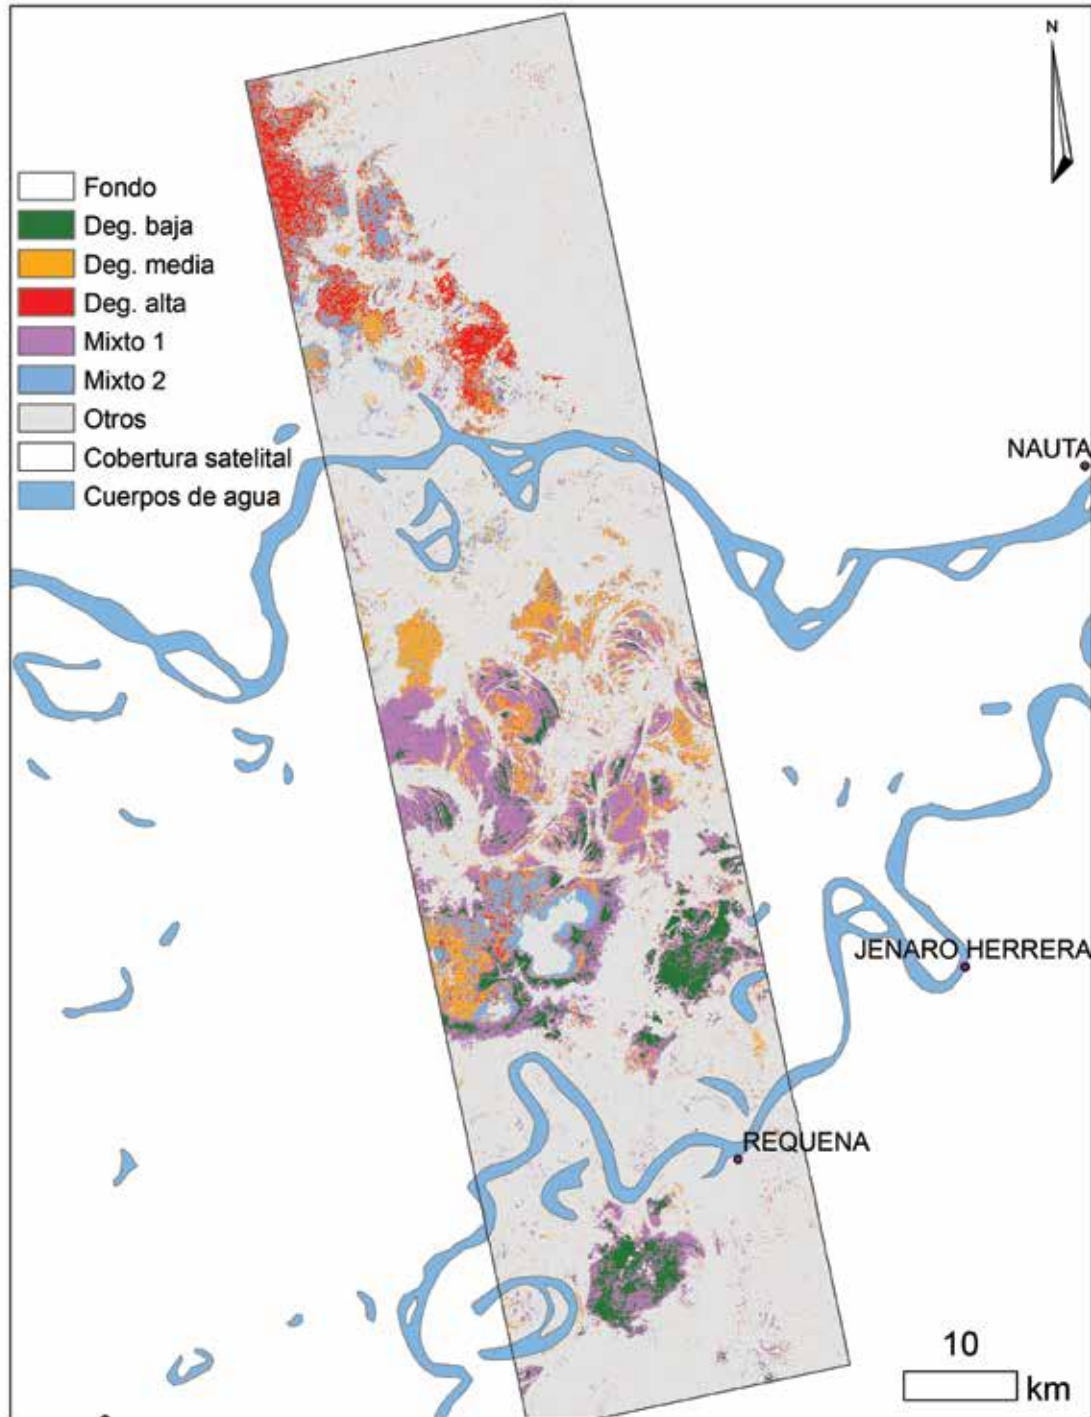 N
Fondo
Deg. baja
Deg. media
Deg. alta
Mixto 1
Mixto 2
Otros
Cobertura satelital
Cuerpos de agua
NAUTA
JENARO HERRERA
REQUENA
10
km